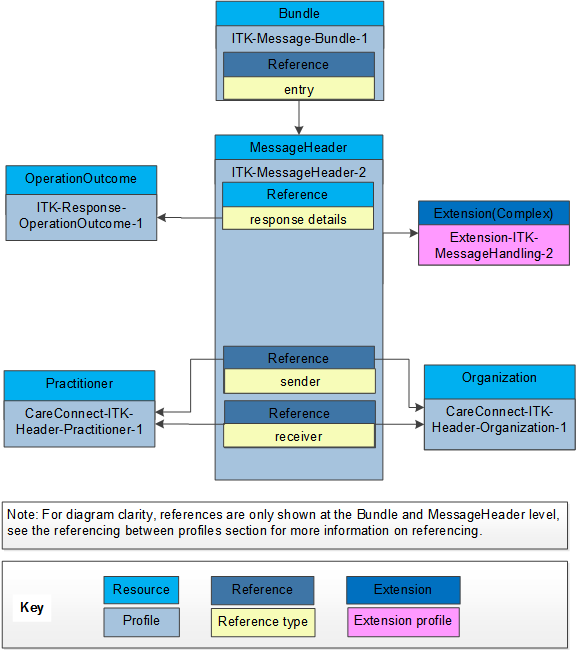 Bundle
ITK-Message-Bundle-1
Reference
entry
MessageHeader
ITK-MessageHeader-2
Reference
response details
OperationOutcome
ITK-Response-
OperationOutcome-1
Extension(Complex)
Extension-ITK-
MessageHandling-2
Reference
sender
Reference
receiver
Practitioner
CareConnect-ITK-
Header-Practitioner-1
Organization
CareConnect-ITK-
Header-Organization-1
Note: For diagram clarity, references are only shown at the Bundle and MessageHeader level,
see the referencing between profiles section for more information on referencing.
Key
Resource
Profile
Reference
Reference type
Extension
Extension profile